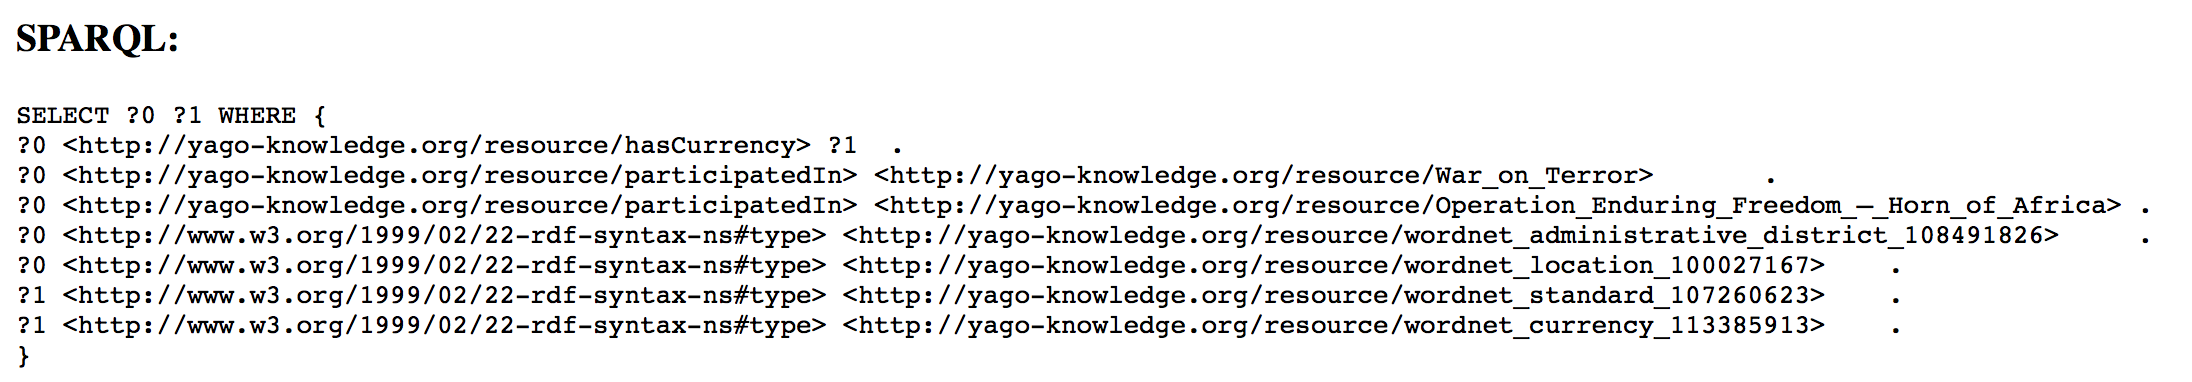 SPARQL:
SELECT ?0 ?1 WHERE {
?0 <http://yago-knowledge.org/resource/hasCurrency> ?1 .
?0 <http://yago-knowledge.org/resource/participatedIn> <http://yago-knowledge.org/resource/War_on_Terror> .
?0 <http://yago-knowledge.org/resource/participatedIn> <http://yago-knowledge.org/resource/Operation_Enduring_Freedom_–_Horn_of_Africa> .
?0 <http://www.w3.org/1999/02/22-rdf-syntax-ns#type> <http://yago-knowledge.org/resource/wordnet_administrative_district_108491826> .
?0 <http://www.w3.org/1999/02/22-rdf-syntax-ns#type> <http://yago-knowledge.org/resource/wordnet_location_100027167> .
?1 <http://www.w3.org/1999/02/22-rdf-syntax-ns#type> <http://yago-knowledge.org/resource/wordnet_standard_107260623> .
?1 <http://www.w3.org/1999/02/22-rdf-syntax-ns#type> <http://yago-knowledge.org/resource/wordnet_currency_113385913> .
}